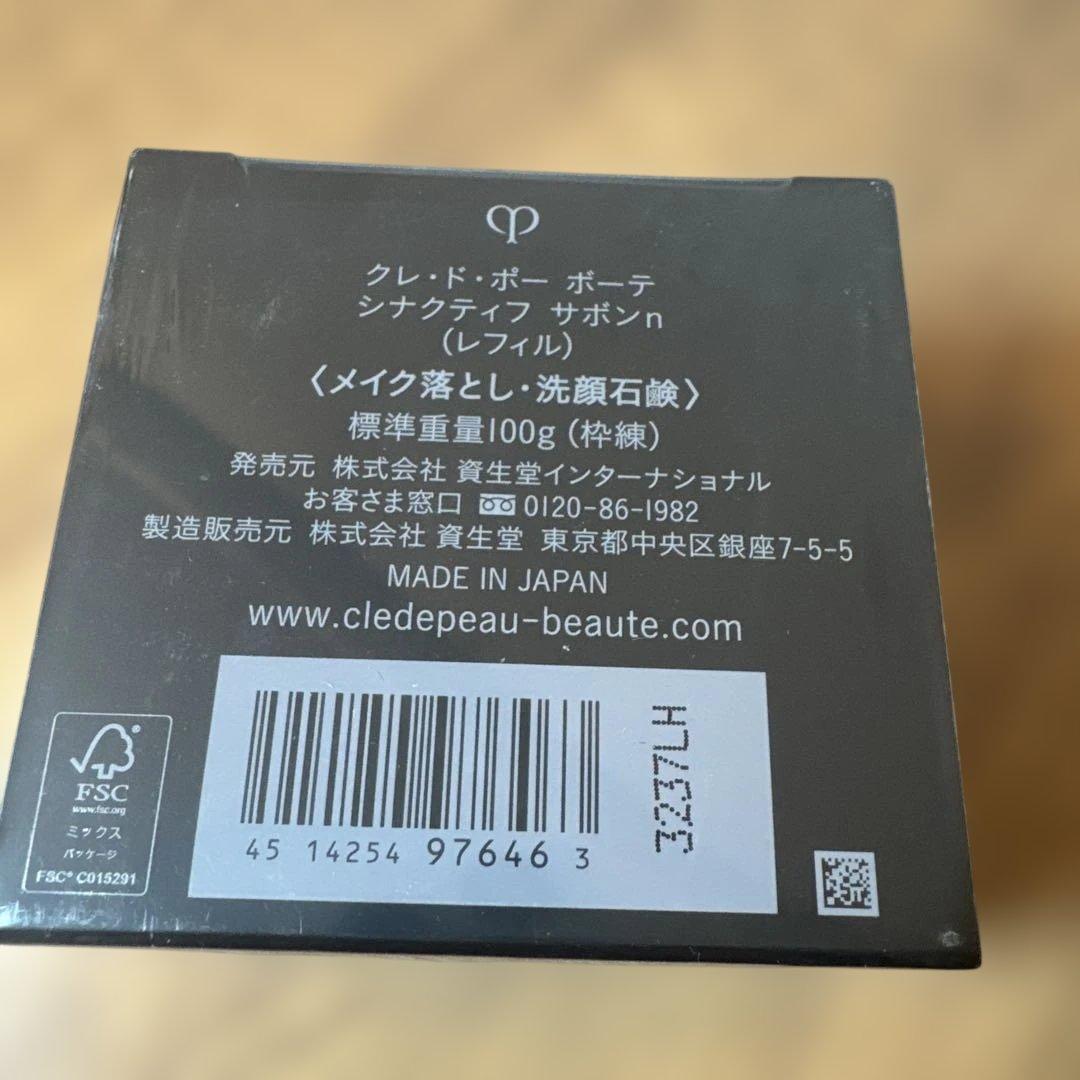 クレ・ド・ポー ボーテ
シナクティフ サボンn
(レフィル)
〈メイク落とし・洗顔石鹸〉
標準重量100g (枠練)
発売元 株式会社 資生堂インターナショナル
お客さま窓口 0120-86-1982
製造販売元 株式会社 資生堂 東京都中央区銀座7-5-5
MADE IN JAPAN
www.cledepeau-beaute.com
FSC
www.fsc.org
ミックス
パッケージ
FSC® C015291
45 14254 97646 3
3237LH